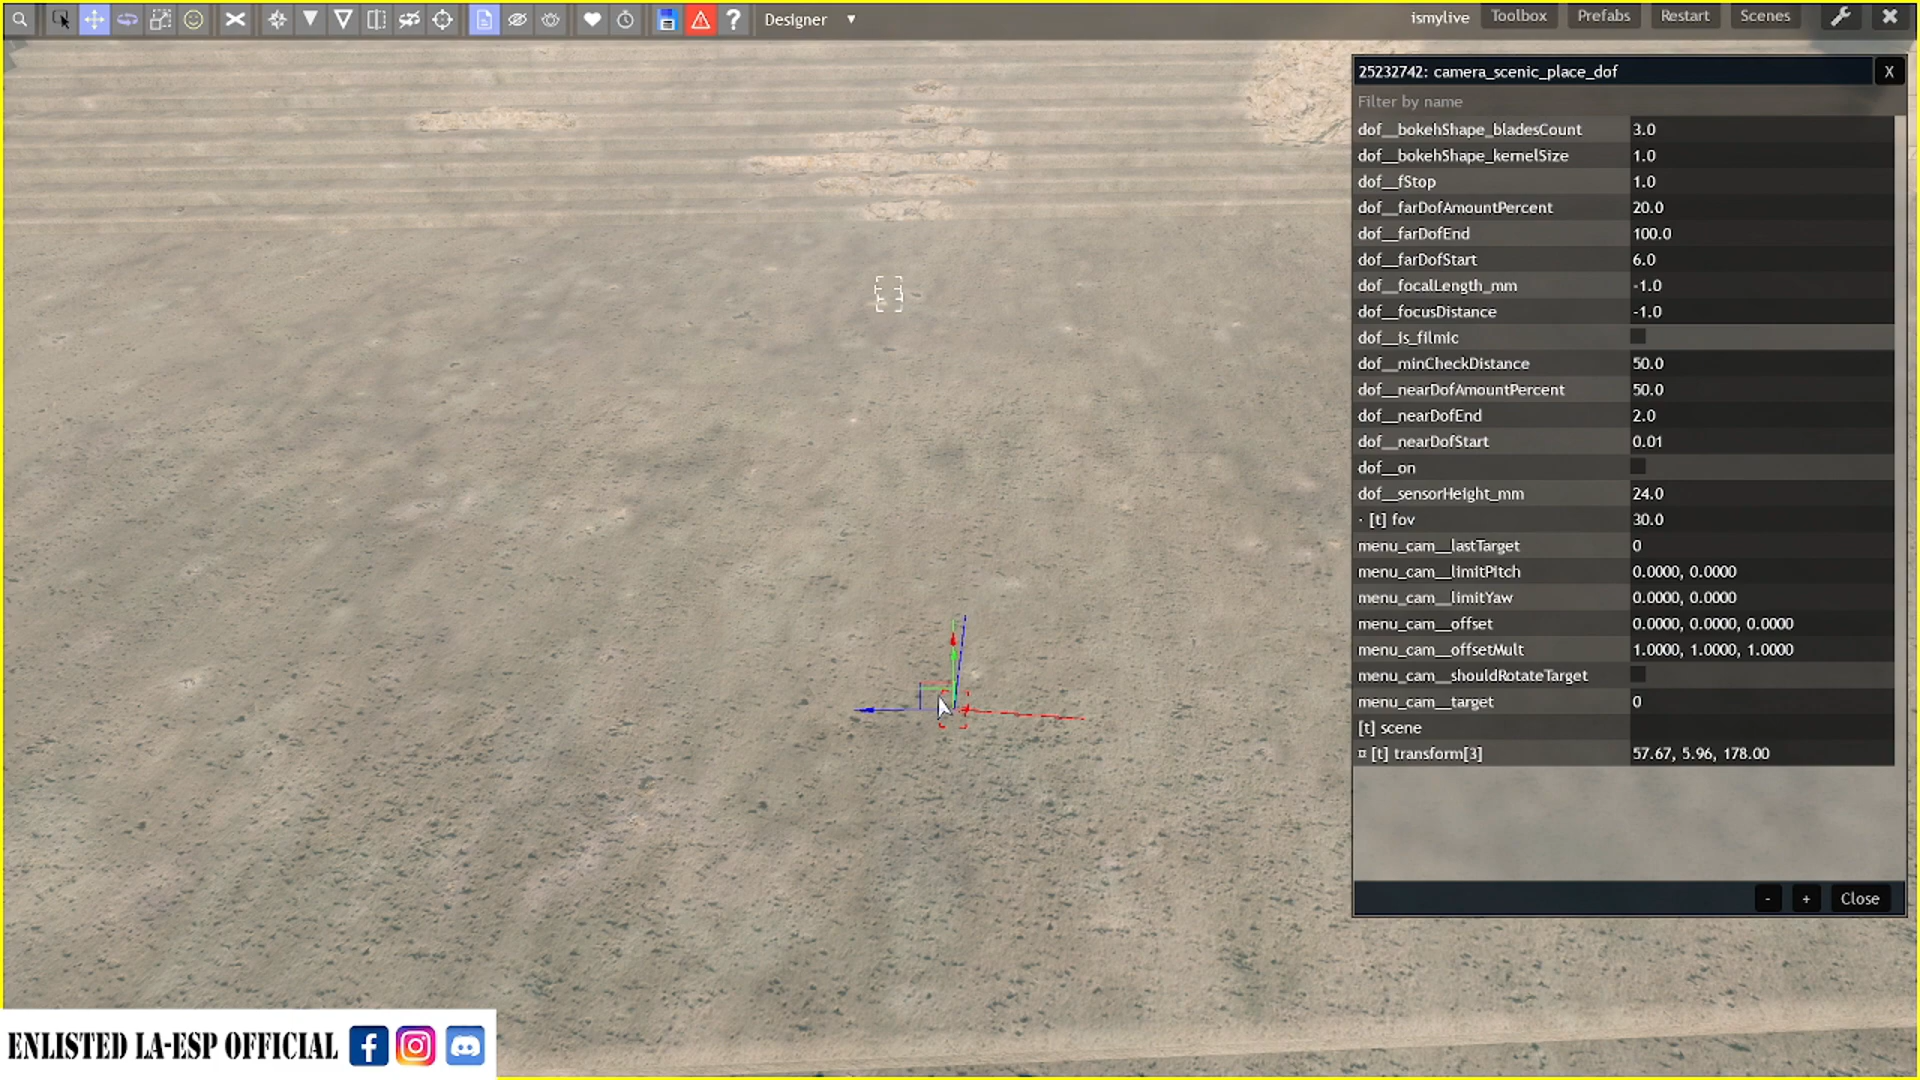 Designer
ismylive
Toolbox
Prefabs
Restart
Scenes
25232742: camera_scenic_place_dof
X
Filter by name
dof__bokehShape_bladesCount 3.0
dof__bokehShape_kernelSize 1.0
dof__fStop 1.0
dof__farDofAmountPercent 20.0
dof__farDofEnd 100.0
dof__farDofStart 6.0
dof__focalLength_mm -1.0
dof__focusDistance -1.0
dof__is_filmic
dof__minCheckDistance 50.0
dof__nearDofAmountPercent 50.0
dof__nearDofEnd 2.0
dof__nearDofStart 0.01
dof__on
dof__sensorHeight_mm 24.0
· [t] fov 30.0
menu_cam__lastTarget 0
menu_cam__limitPitch 0.0000, 0.0000
menu_cam__limitYaw 0.0000, 0.0000
menu_cam__offset 0.0000, 0.0000, 0.0000
menu_cam__offsetMult 1.0000, 1.0000, 1.0000
menu_cam__shouldRotateTarget
menu_cam__target 0
[t] scene
¤ [t] transform[3] 57.67, 5.96, 178.00
- + Close
ENLISTED LA-ESP OFFICIAL